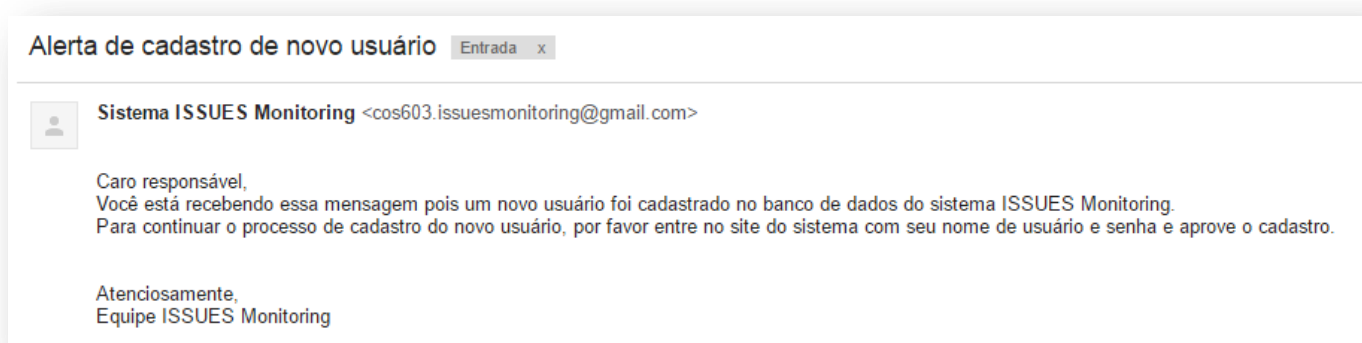 Alerta de cadastro de novo usuário Entrada x
Sistema ISSUES Monitoring <cos603.issuesmonitoring@gmail.com>
Caro responsável,
Você está recebendo essa mensagem pois um novo usuário foi cadastrado no banco de dados do sistema ISSUES Monitoring.
Para continuar o processo de cadastro do novo usuário, por favor entre no site do sistema com seu nome de usuário e senha e aprove o cadastro.
Atenciosamente,
Equipe ISSUES Monitoring